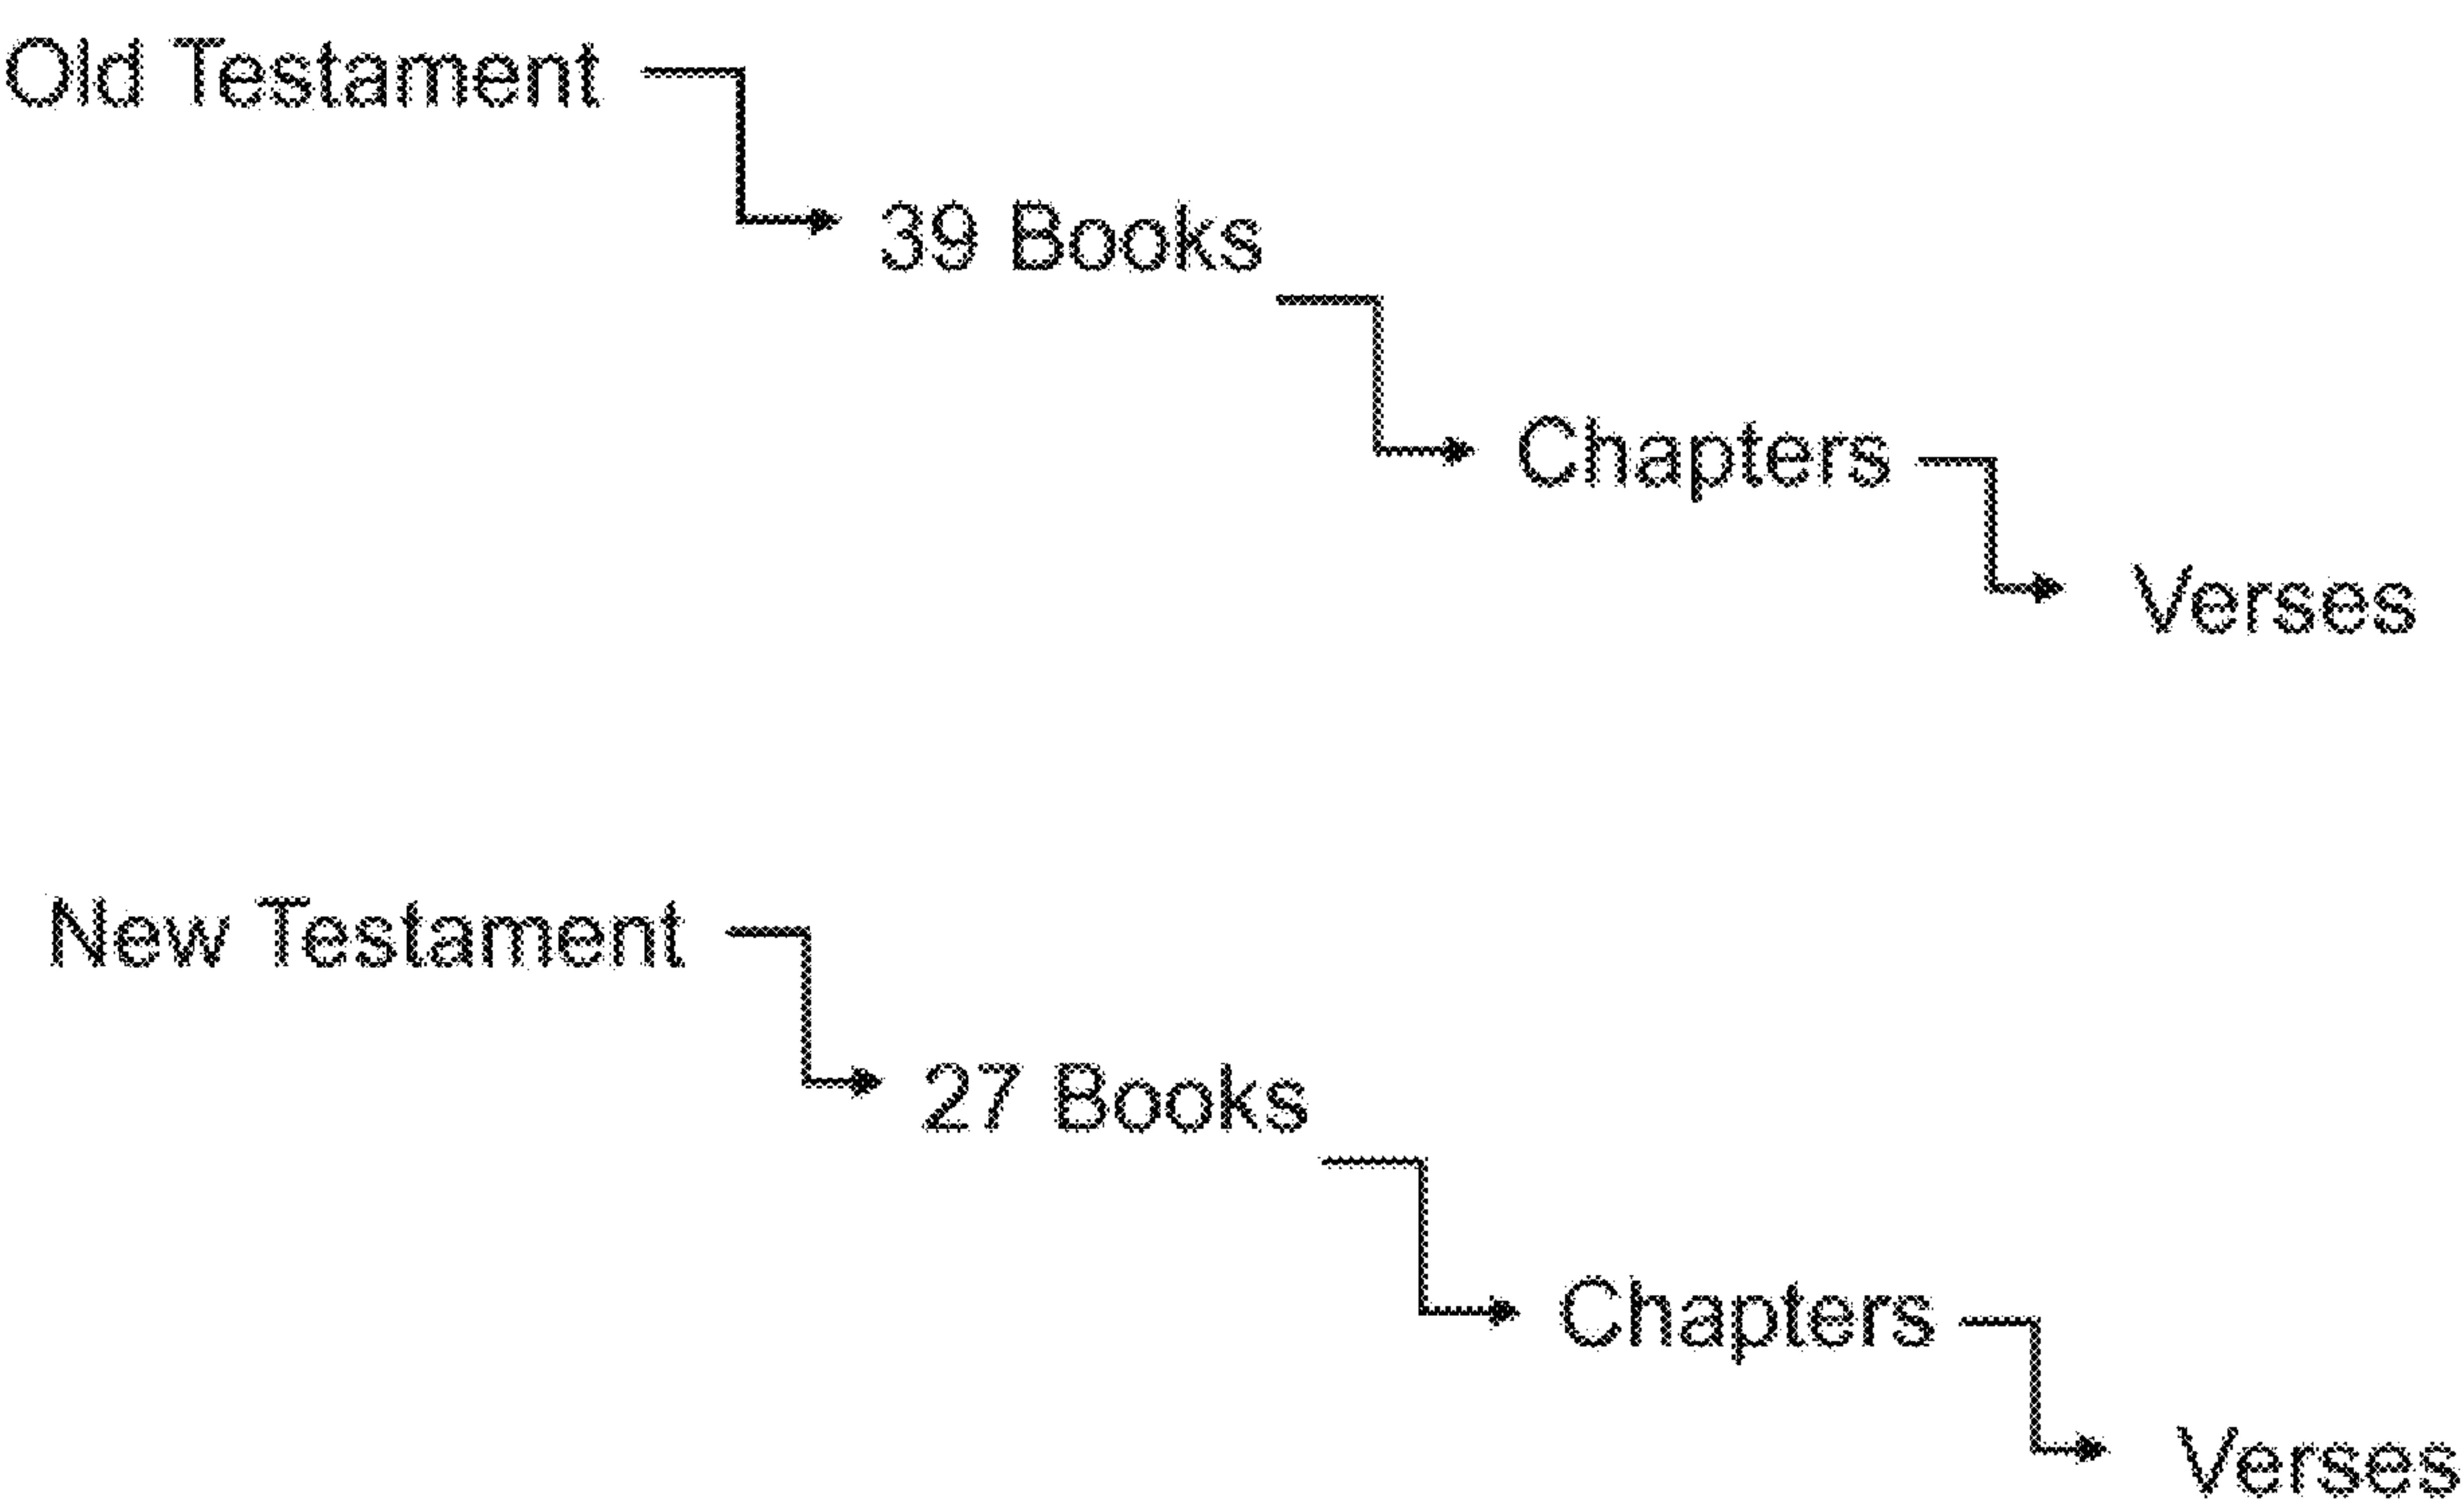 Old Testament
39 Books
Chapters
Verses
New Testament
27 Books
Chapters
Verses